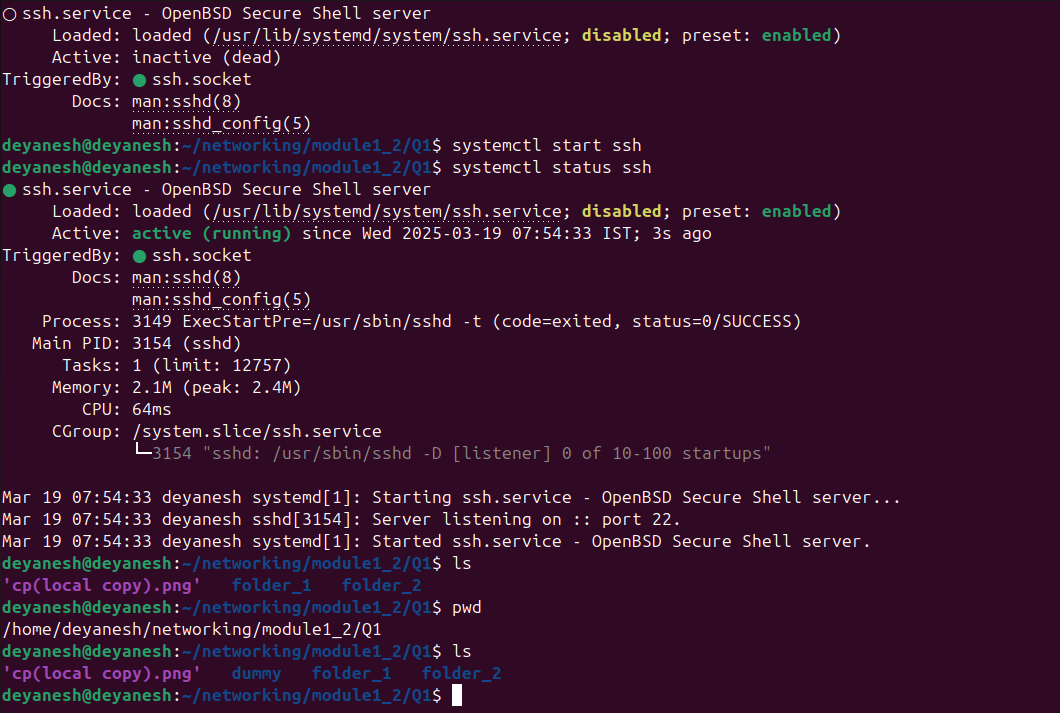 ○ ssh.service - OpenBSD Secure Shell server
     Loaded: loaded (/usr/lib/systemd/system/ssh.service; disabled; preset: enabled)
     Active: inactive (dead)
TriggeredBy: ● ssh.socket
       Docs: man:sshd(8)
             man:sshd_config(5)
deyanesh@deyanesh:~/networking/module1_2/Q1$ systemctl start ssh
deyanesh@deyanesh:~/networking/module1_2/Q1$ systemctl status ssh
● ssh.service - OpenBSD Secure Shell server
     Loaded: loaded (/usr/lib/systemd/system/ssh.service; disabled; preset: enabled)
     Active: active (running) since Wed 2025-03-19 07:54:33 IST; 3s ago
TriggeredBy: ● ssh.socket
       Docs: man:sshd(8)
             man:sshd_config(5)
    Process: 3149 ExecStartPre=/usr/sbin/sshd -t (code=exited, status=0/SUCCESS)
   Main PID: 3154 (sshd)
      Tasks: 1 (limit: 12757)
     Memory: 2.1M (peak: 2.4M)
        CPU: 64ms
     CGroup: /system.slice/ssh.service
             └─3154 "sshd: /usr/sbin/sshd -D [listener] 0 of 10-100 startups"

Mar 19 07:54:33 deyanesh systemd[1]: Starting ssh.service - OpenBSD Secure Shell server...
Mar 19 07:54:33 deyanesh sshd[3154]: Server listening on :: port 22.
Mar 19 07:54:33 deyanesh systemd[1]: Started ssh.service - OpenBSD Secure Shell server.
deyanesh@deyanesh:~/networking/module1_2/Q1$ ls
'cp(local copy).png'   folder_1   folder_2
deyanesh@deyanesh:~/networking/module1_2/Q1$ pwd
/home/deyanesh/networking/module1_2/Q1
deyanesh@deyanesh:~/networking/module1_2/Q1$ ls
'cp(local copy).png'   dummy   folder_1   folder_2
deyanesh@deyanesh:~/networking/module1_2/Q1$